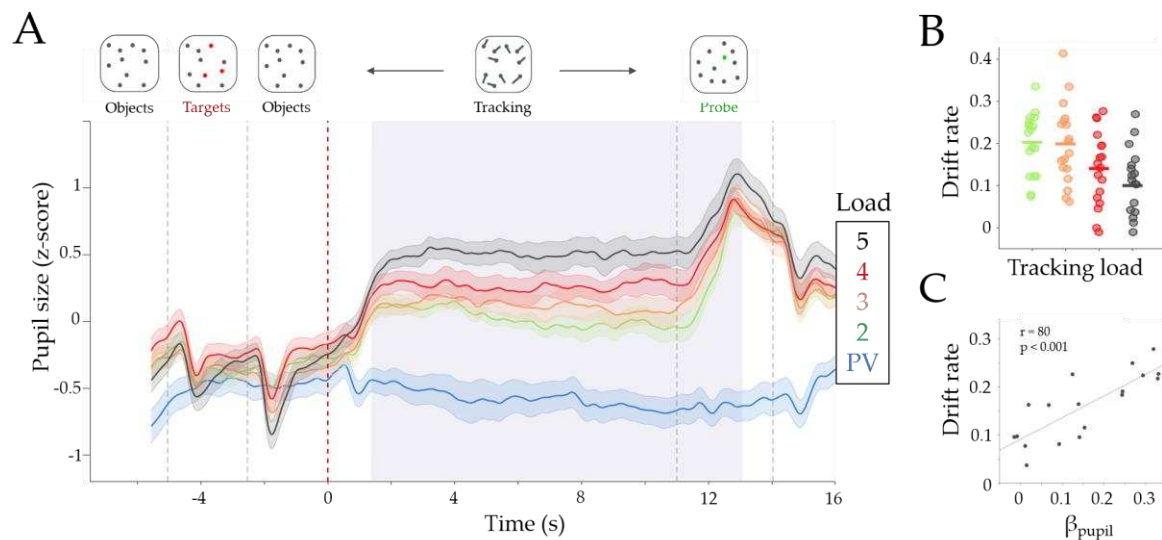 A
Objects
Targets
Objects
Tracking
Probe
Pupil size (z-score)
1
0.5
0
-0.5
-1
-4
0
4
8
12
16
Time (s)
Load
5
4
3
2
PV
B
Drift rate
0.4
0.3
0.2
0.1
0
Tracking load
C
Drift rate
0.3
0.2
0.1
0
r = 80
p < 0.001
0
0.1
0.2
0.3
βpupil